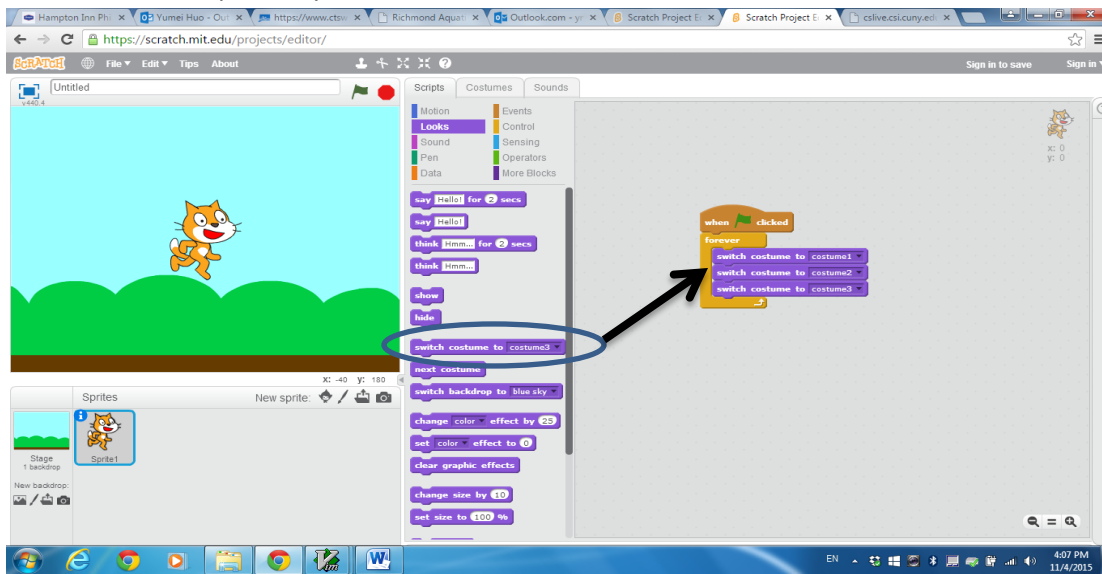 Hampton Inn Phi
Yumei Huo - Out
https://www.ctsw
Richmond Aquat
Outlook.com - yr
Scratch Project E
Scratch Project E
cslive.csi.cuny.ed
https://scratch.mit.edu/projects/editor/
SCRATCH File Edit Tips About
Sign in to save Sign in
Untitled
v440.4
Scripts Costumes Sounds
Motion Events
Looks Control
Sound Sensing
Pen Operators
Data More Blocks
x: 0
y: 0
say Hello! for 2 secs
say Hello!
think Hmm... for 2 secs
think Hmm...
show
hide
switch costume to costume3
next costume
switch backdrop to blue sky
change color effect by 25
set color effect to 0
clear graphic effects
change size by 10
set size to 100 %
when clicked
forever
switch costume to costume1
switch costume to costume2
switch costume to costume3
X: -40 y: 180
Sprites New sprite:
Stage
1 backdrop
Sprite1
New backdrop:
Vim
W
EN
4:07 PM
11/4/2015